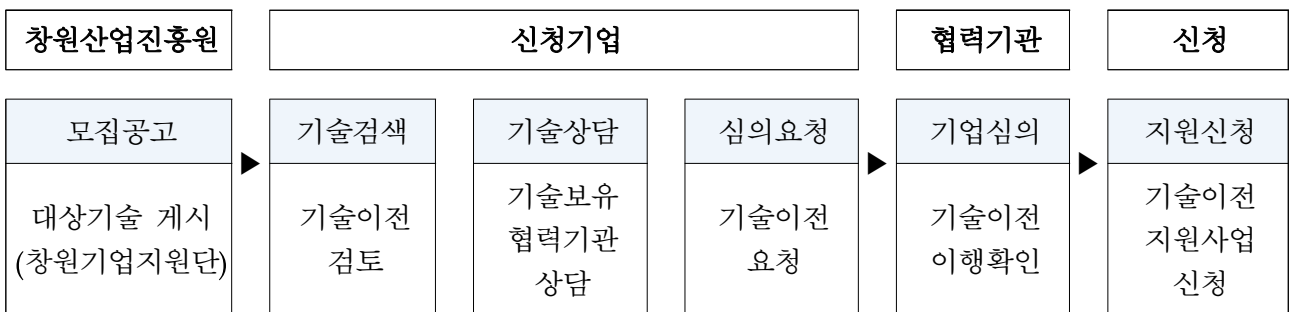 창원산업진흥원
신청기업
협력기관
신청
모집공고
기술검색
기술상담
심의요청
기업심의
지원신청
대상기술 게시
(창원기업지원단)
기술이전
검토
기술보유
협력기관
상담
기술이전
요청
기술이전
이행확인
기술이전
지원사업
신청